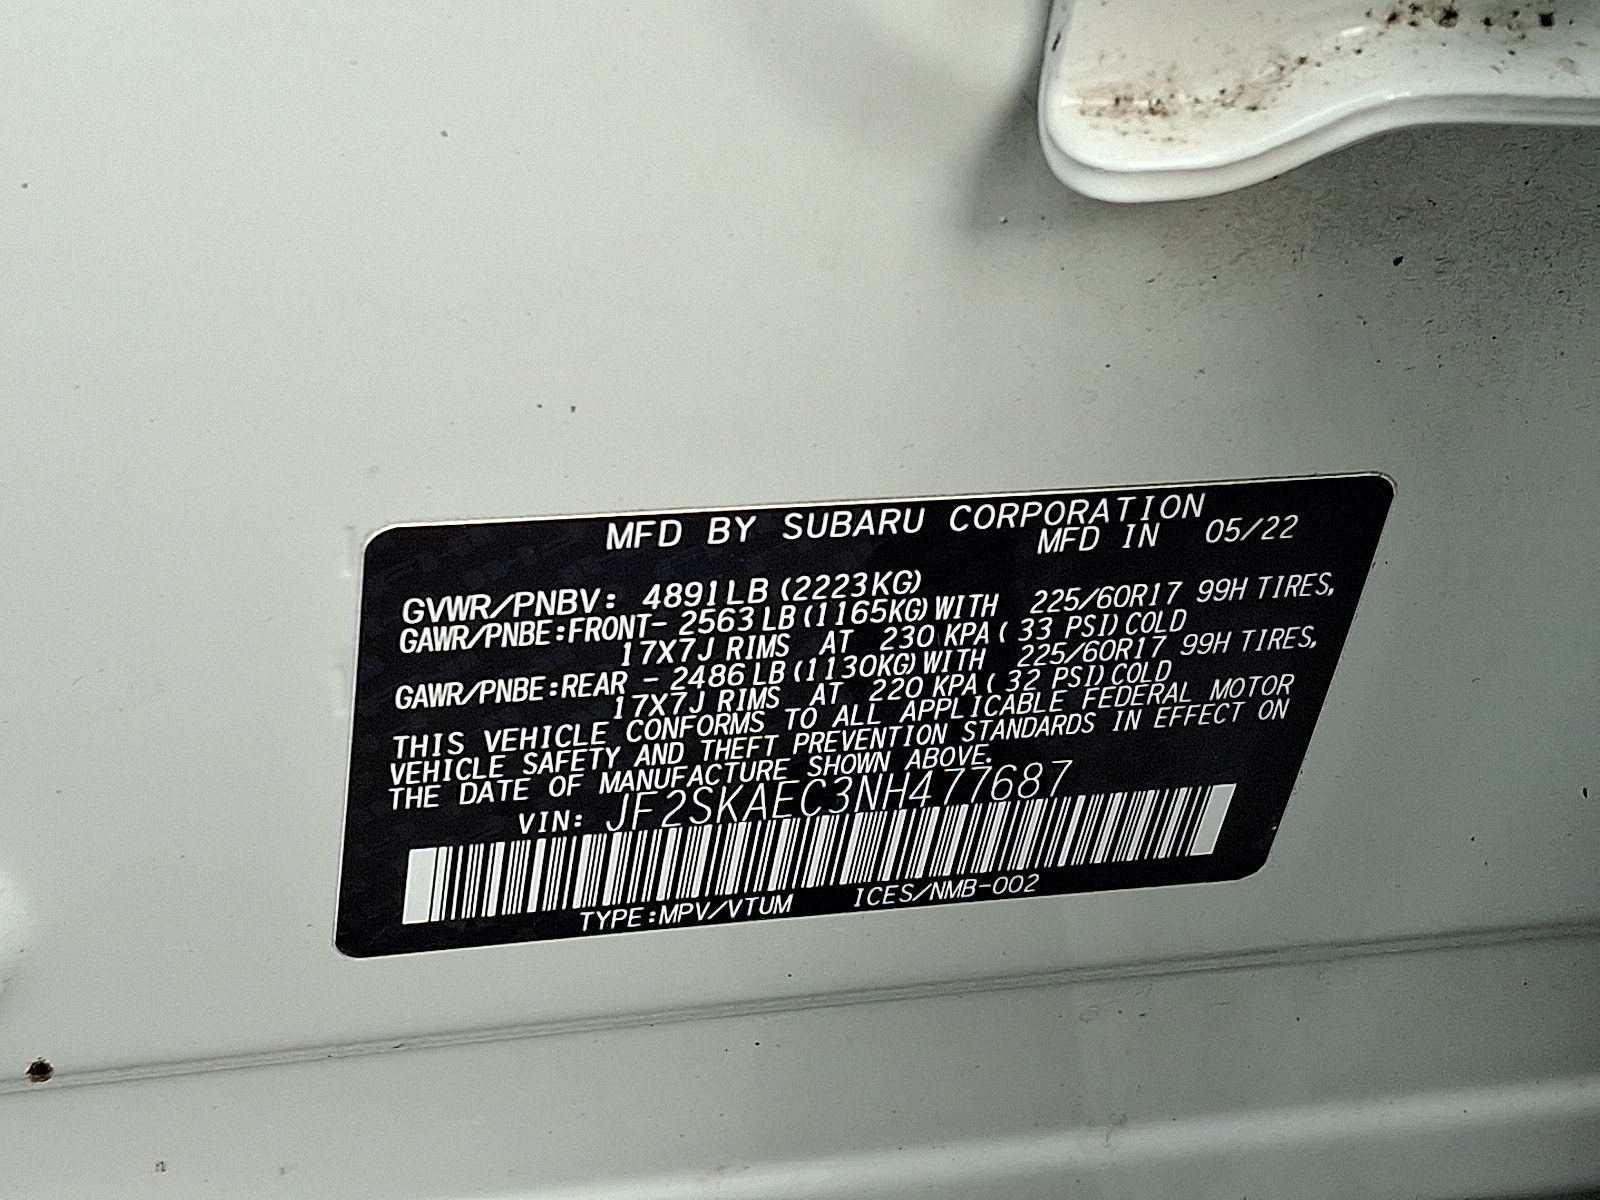 MFD BY SUBARU CORPORATION
MFD IN 05/22
GVWR/PNBV: 4891LB (2223KG)
GAWR/PNBE:FRONT- 2563 LB (1165KG) WITH 225/60R17 99H TIRES,
17X7J RIMS AT 230 KPA ( 33 PSI) COLD
GAWR/PNBE:REAR - 2486 LB (1130KG) WITH 225/60R17 99H TIRES,
17X7J RIMS AT 220 KPA ( 32 PSI) COLD
THIS VEHICLE CONFORMS TO ALL APPLICABLE FEDERAL MOTOR
VEHICLE SAFETY AND THEFT PREVENTION STANDARDS IN EFFECT ON
THE DATE OF MANUFACTURE SHOWN ABOVE.
VIN: JF2SKAEC3NH477687
TYPE:MPV/VTUM ICES/NMB-002